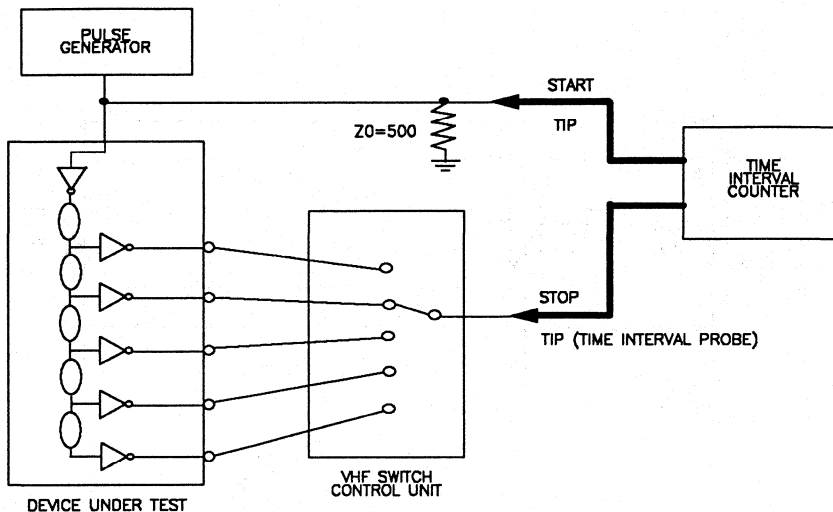 PULSE
GENERATOR
START
TIP
Z0=500
TIME
INTERVAL
COUNTER
STOP
TIP (TIME INTERVAL PROBE)
VHF SWITCH
CONTROL UNIT
DEVICE UNDER TEST